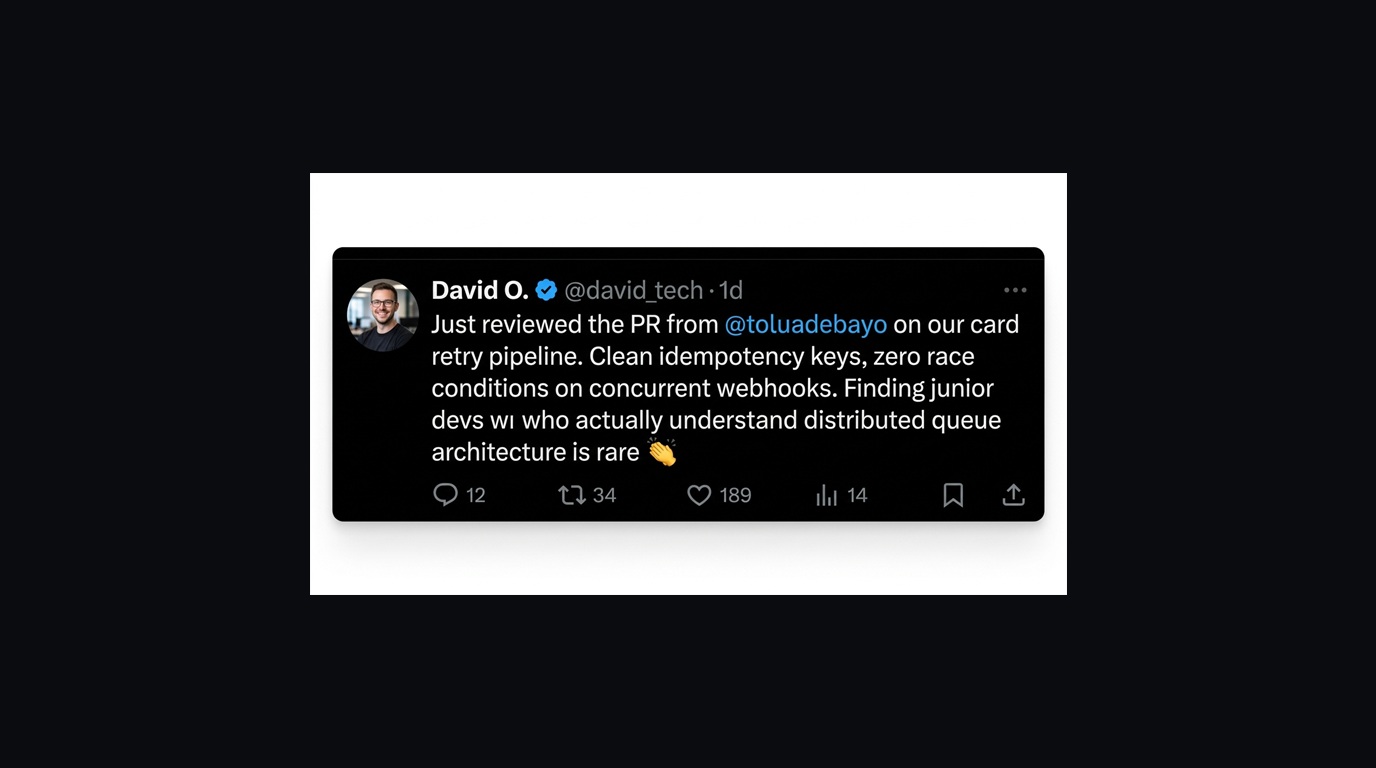 David O. @david_tech · 1d
Just reviewed the PR from @toluadebayo on our card
retry pipeline. Clean idempotency keys, zero race
conditions on concurrent webhooks. Finding junior
devs wı who actually understand distributed queue
architecture is rare 👏
12 34 189 14